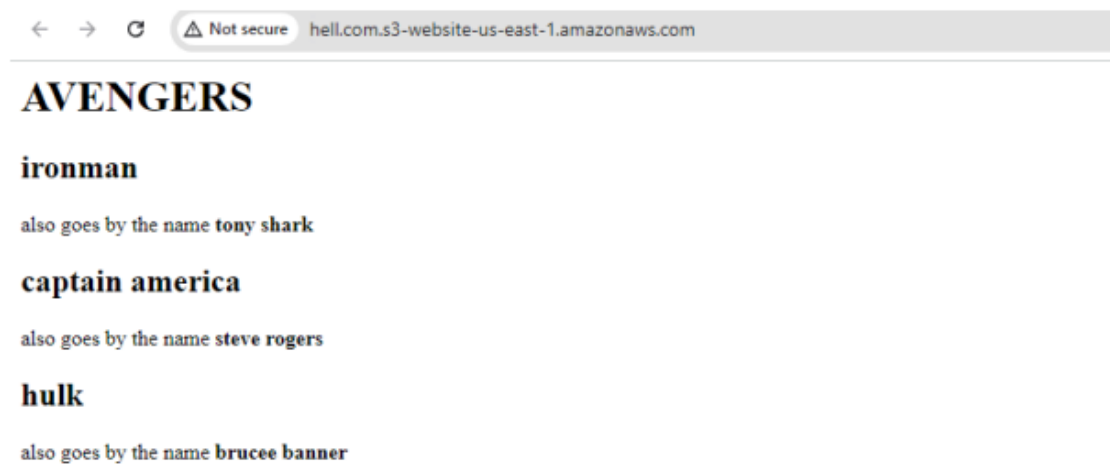 Not secure hell.com.s3-website-us-east-1.amazonaws.com
AVENGERS
ironman
also goes by the name tony shark
captain america
also goes by the name steve rogers
hulk
also goes by the name brucee banner